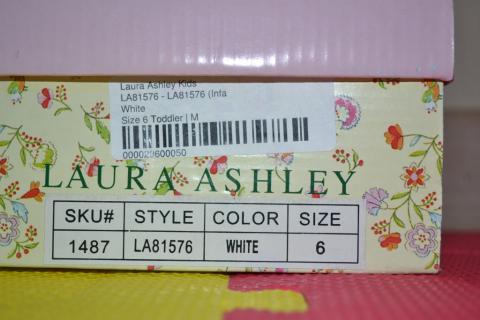 Laura Ashley Kids
LA81576 - LA81576 (Infa
White
Size 6 Toddler | M
000029600050
LAURA ASHLEY
SKU# STYLE COLOR SIZE
1487 LA81576 WHITE 6